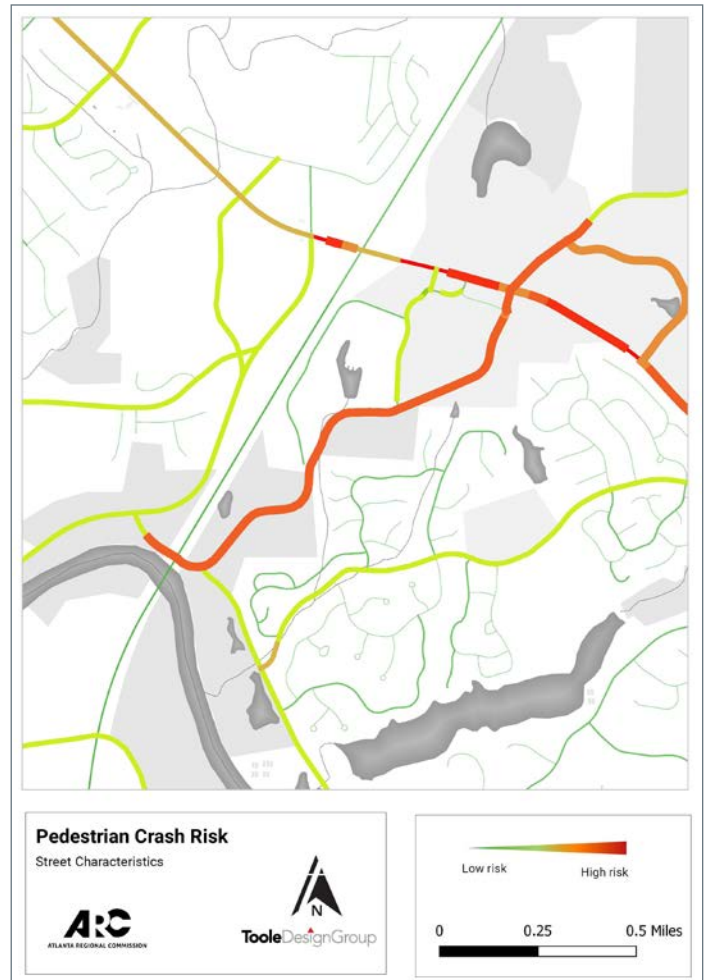 Pedestrian Crash Risk
Street Characteristics
ARC
ATLANTA REGIONAL COMMISSION
N
TooleDesignGroup
Low risk
High risk
0 0.25 0.5 Miles